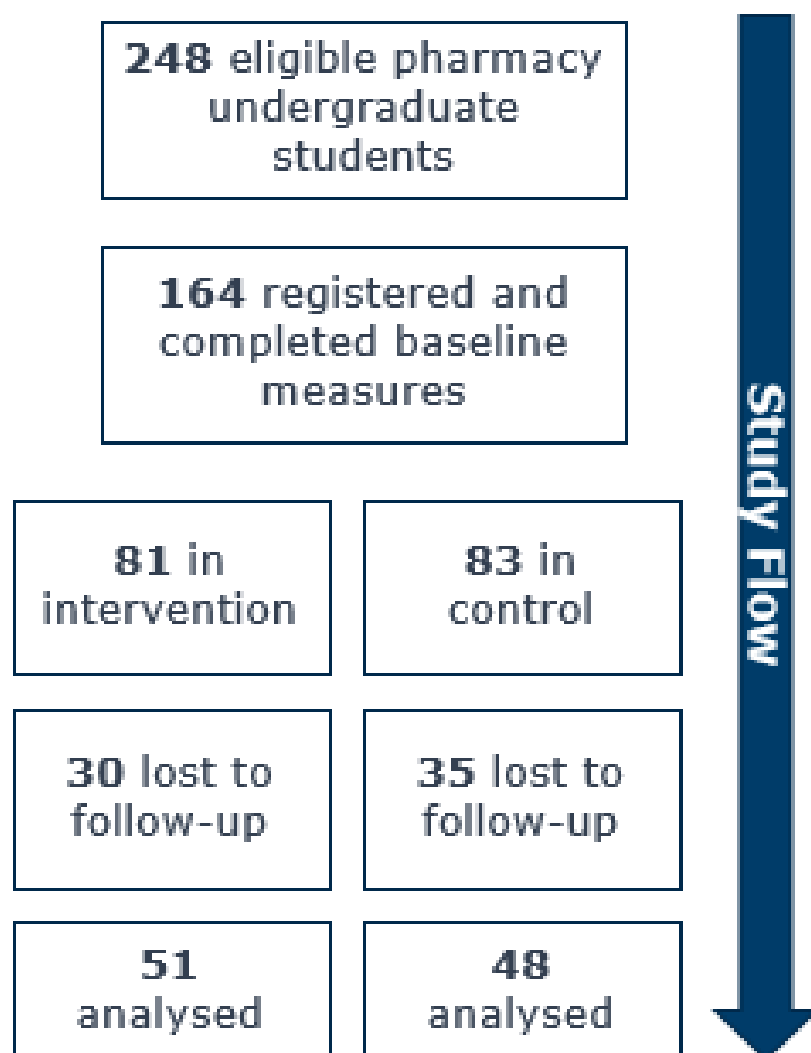 248 eligible pharmacy
undergraduate
students
164 registered and
completed baseline
measures
81 in
intervention
83 in
control
30 lost to
follow-up
35 lost to
follow-up
51
analysed
48
analysed
Study Flow